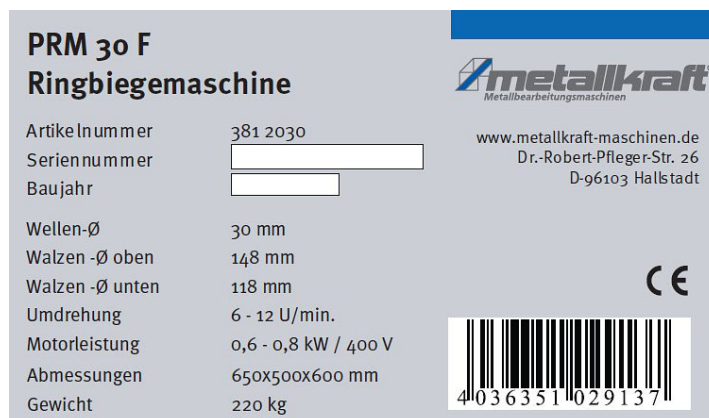 PRM 30 F
Ringbiegemaschine
Artikelnummer 381 2030
Seriennummer
Baujahr
Wellen-Ø 30 mm
Walzen -Ø oben 148 mm
Walzen -Ø unten 118 mm
Umdrehung 6 - 12 U/min.
Motorleistung 0,6 - 0,8 kW / 400 V
Abmessungen 650x500x600 mm
Gewicht 220 kg
metallkraft
Metallbearbeitungsmaschinen
www.metallkraft-maschinen.de
Dr.-Robert-Pfleger-Str. 26
D-96103 Hallstadt
CE
4 036351 029137